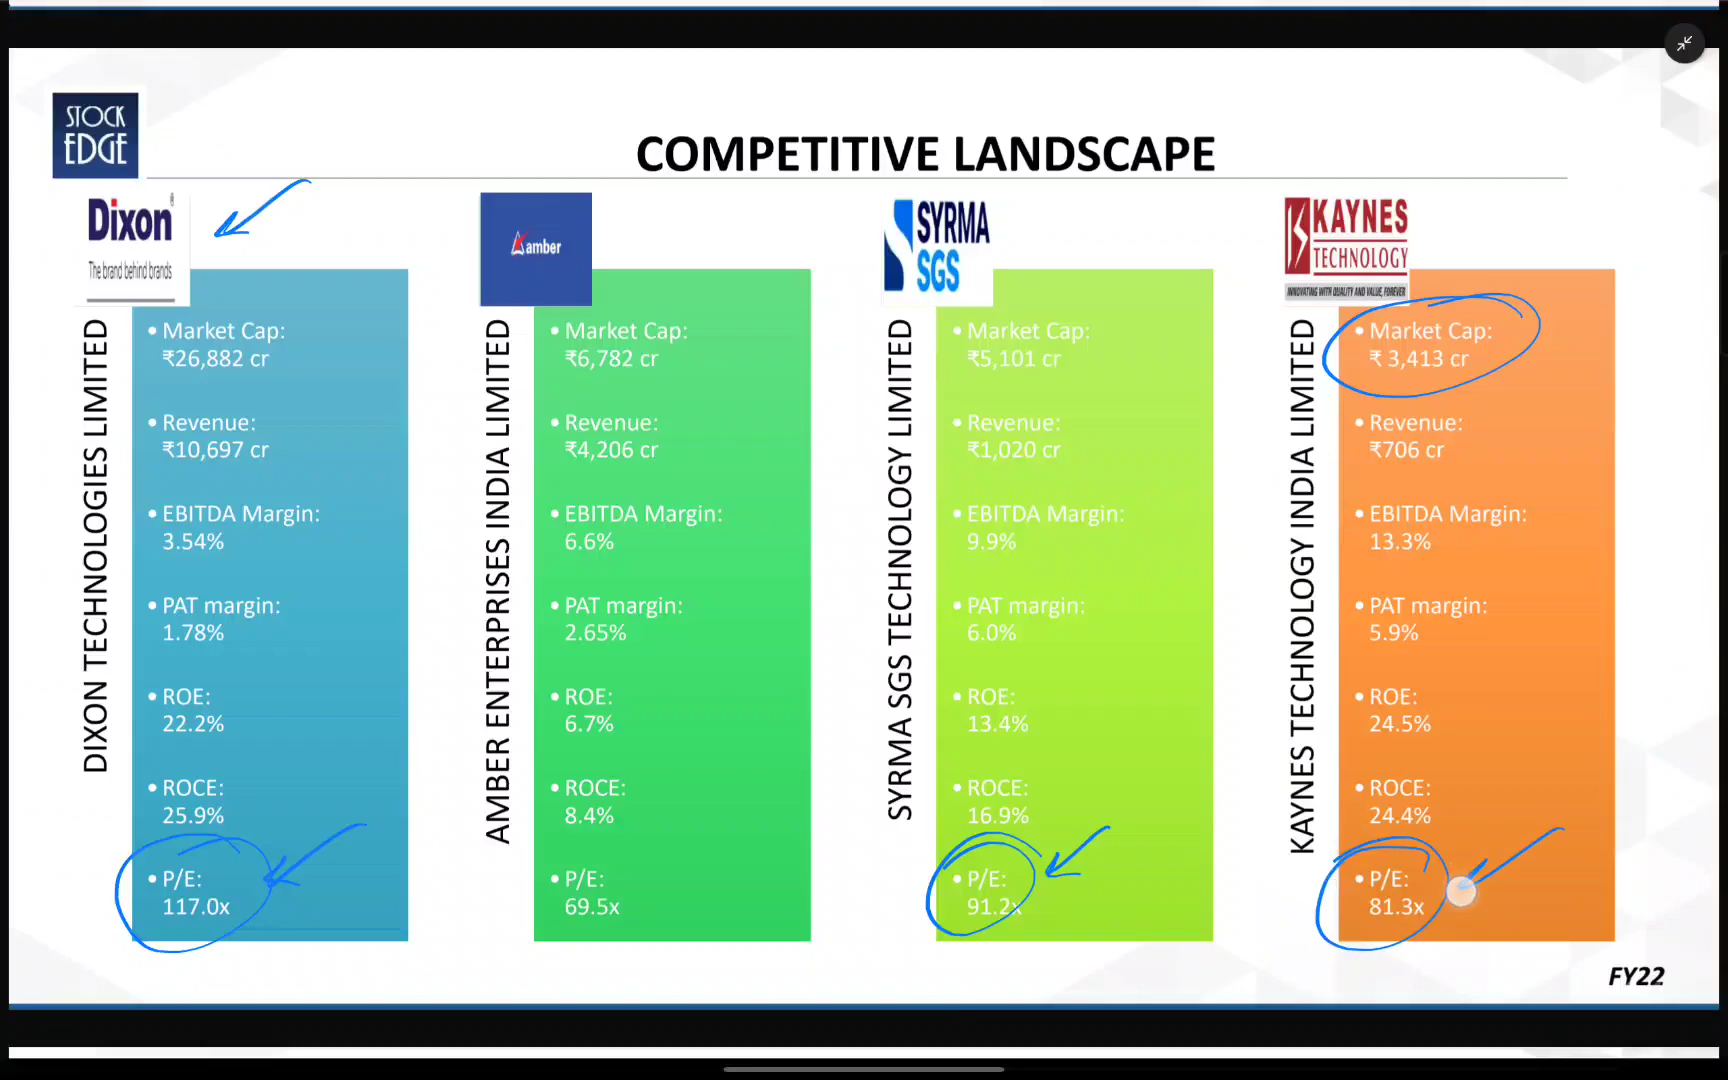 STOCK
EDGE
COMPETITIVE LANDSCAPE
Dixon
®
The brand behind brands
DIXON TECHNOLOGIES LIMITED
• Market Cap:
₹26,882 cr
• Revenue:
₹10,697 cr
• EBITDA Margin:
3.54%
• PAT margin:
1.78%
• ROE:
22.2%
• ROCE:
25.9%
• P/E:
117.0x
amber
AMBER ENTERPRISES INDIA LIMITED
• Market Cap:
₹6,782 cr
• Revenue:
₹4,206 cr
• EBITDA Margin:
6.6%
• PAT margin:
2.65%
• ROE:
6.7%
• ROCE:
8.4%
• P/E:
69.5x
SYRMA
SGS
SYRMA SGS TECHNOLOGY LIMITED
• Market Cap:
₹5,101 cr
• Revenue:
₹1,020 cr
• EBITDA Margin:
9.9%
• PAT margin:
6.0%
• ROE:
13.4%
• ROCE:
16.9%
• P/E:
91.2x
KAYNES
TECHNOLOGY
INNOVATING WITH QUALITY AND VALUE, FOREVER
KAYNES TECHNOLOGY INDIA LIMITED
• Market Cap:
₹ 3,413 cr
• Revenue:
₹706 cr
• EBITDA Margin:
13.3%
• PAT margin:
5.9%
• ROE:
24.5%
• ROCE:
24.4%
• P/E:
81.3x
FY22